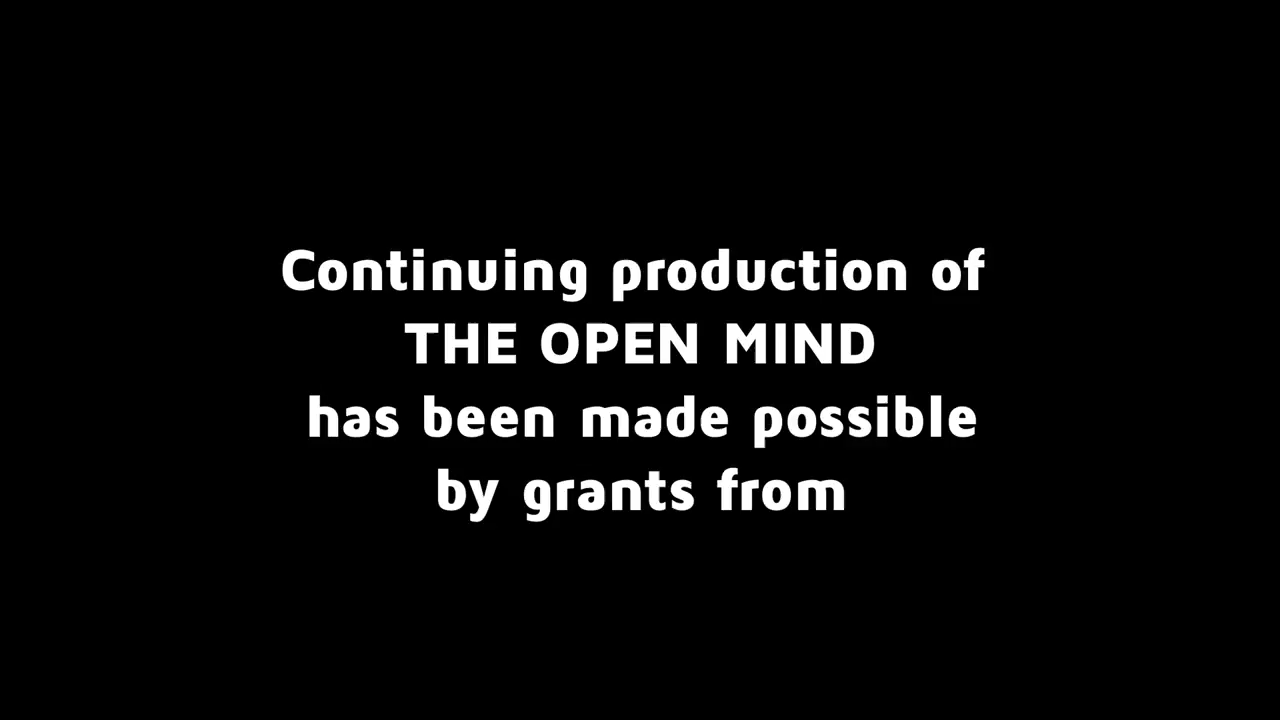 Continuing production of
THE OPEN MIND
has been made possible
by grants from